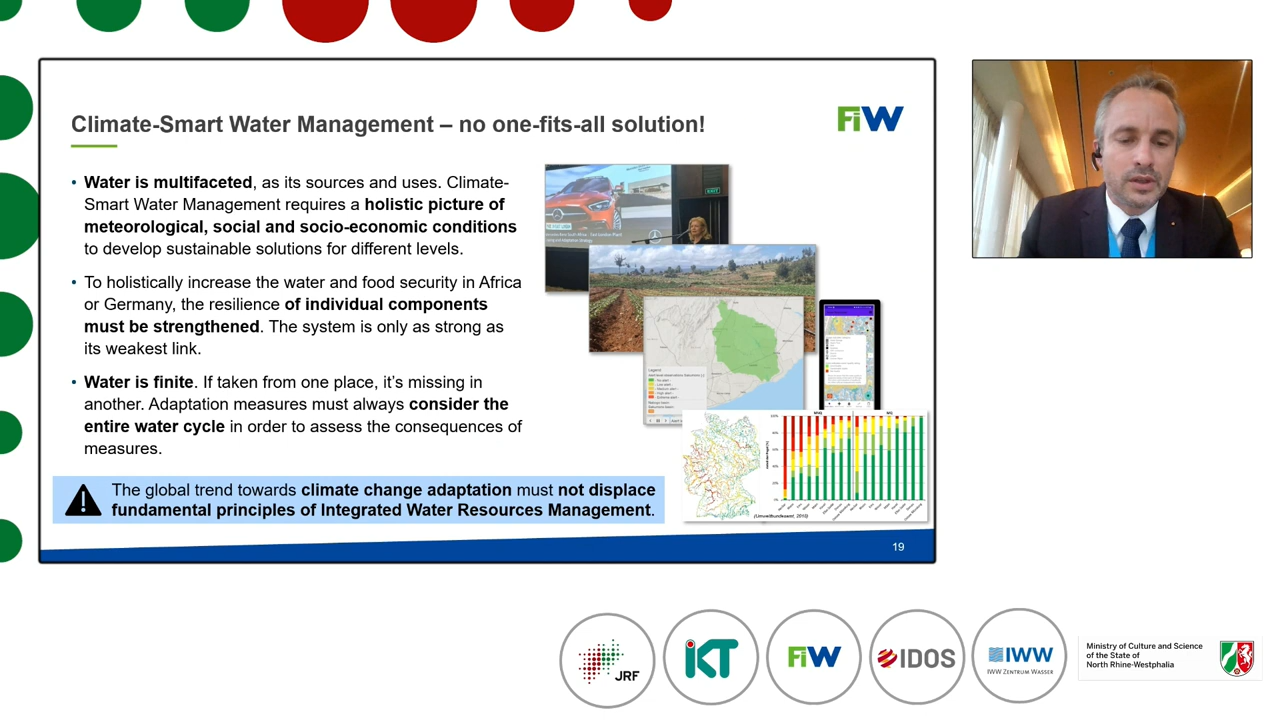 Climate-Smart Water Management – no one-fits-all solution!
FiW
• Water is multifaceted, as its sources and uses. Climate-
Smart Water Management requires a holistic picture of
meteorological, social and socio-economic conditions
to develop sustainable solutions for different levels.
• To holistically increase the water and food security in Africa
or Germany, the resilience of individual components
must be strengthened. The system is only as strong as
its weakest link.
• Water is finite. If taken from one place, it's missing in
another. Adaptation measures must always consider the
entire water cycle in order to assess the consequences of
measures.
The global trend towards climate change adaptation must not displace
fundamental principles of Integrated Water Resources Management.
(Umweltbundesamt, 2019)
19
JRF
iKT
FiW
IDOS
IWW
IWW ZENTRUM WASSER
Ministry of Culture and Science
of the State of
North Rhine-Westphalia